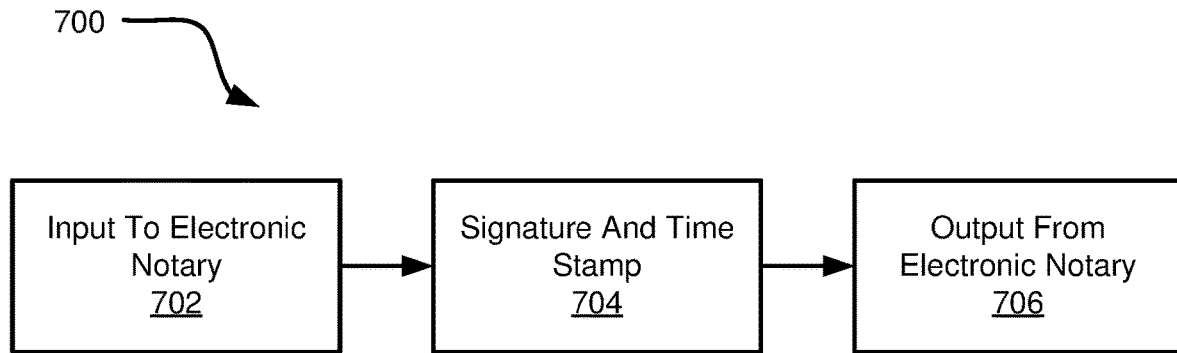 700
Input To Electronic
Notary
702
Signature And Time
Stamp
704
Output From
Electronic Notary
706